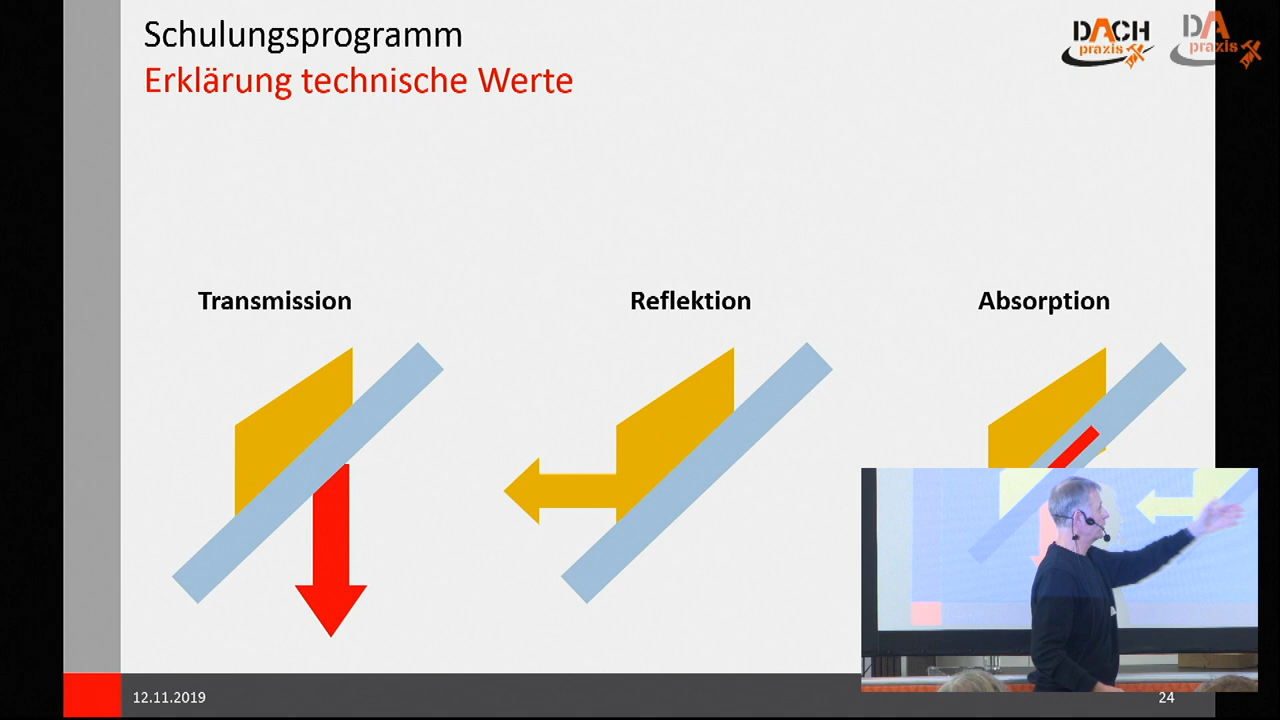 Schulungsprogramm
Erklärung technische Werte
DACH
praxis
DA
praxis
Transmission
Reflektion
Absorption
12.11.2019
24